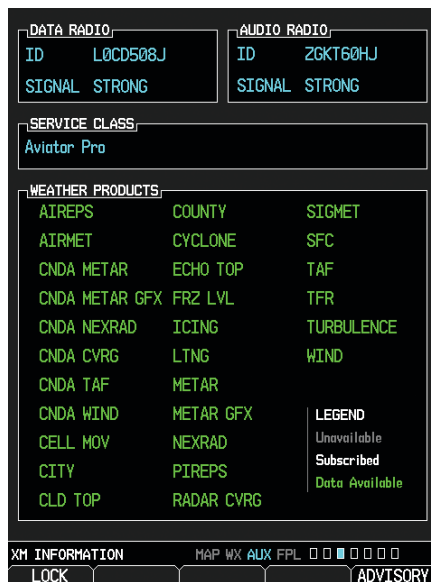 DATA RADIO
ID L0CD508J
SIGNAL STRONG
AUDIO RADIO
ID ZGKT60HJ
SIGNAL STRONG
SERVICE CLASS
Aviator Pro
WEATHER PRODUCTS
AIREPS COUNTY SIGMET
AIRMET CYCLONE SFC
CNDA METAR ECHO TOP TAF
CNDA METAR GFX FRZ LVL TFR
CNDA NEXRAD ICING TURBULENCE
CNDA CVRG LTNG WIND
CNDA TAF METAR
CNDA WIND METAR GFX
CELL MOV NEXRAD
CITY PIREPS
CLD TOP RADAR CVRG
LEGEND
Unavailable
Subscribed
Data Available
XM INFORMATION MAP WX AUX FPL
LOCK ADVISORY